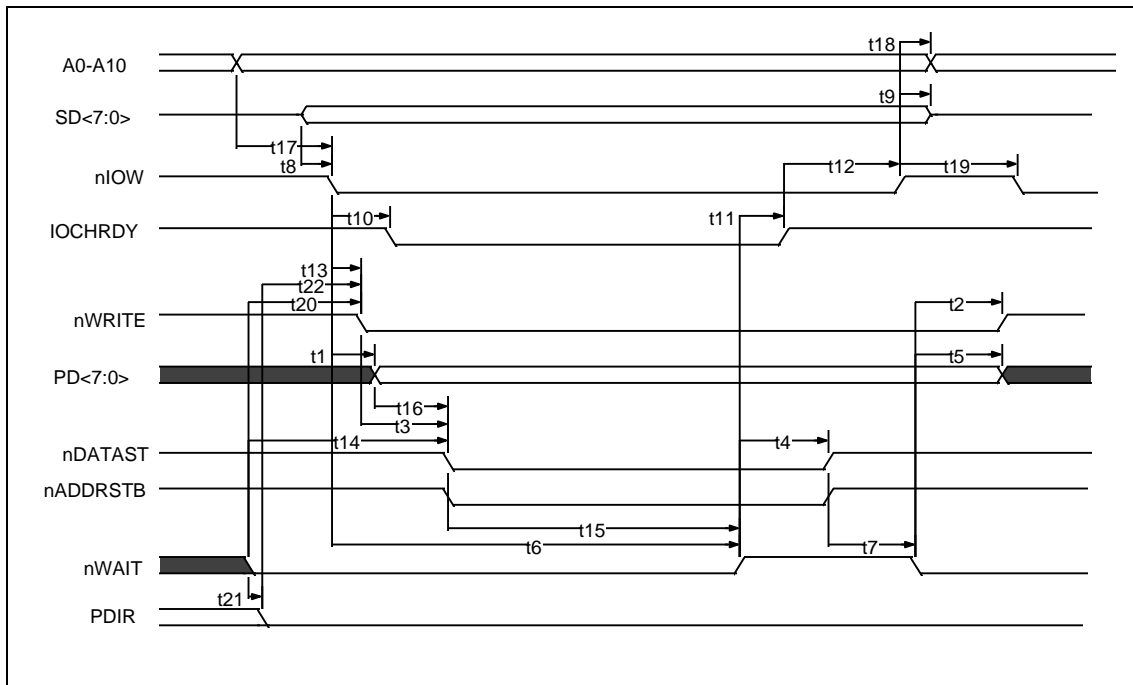 t18
A0-A10
t9
SD<7:0>
t17
t8
t12
t19
nIOW
t10
t11
IOCHRDY
t13
t22
t20
t2
nWRITE
t1
t5
PD<7:0>
t16
t3
t14
t4
nDATAST
nADDRSTB
t15
t6
t7
nWAIT
t21
PDIR